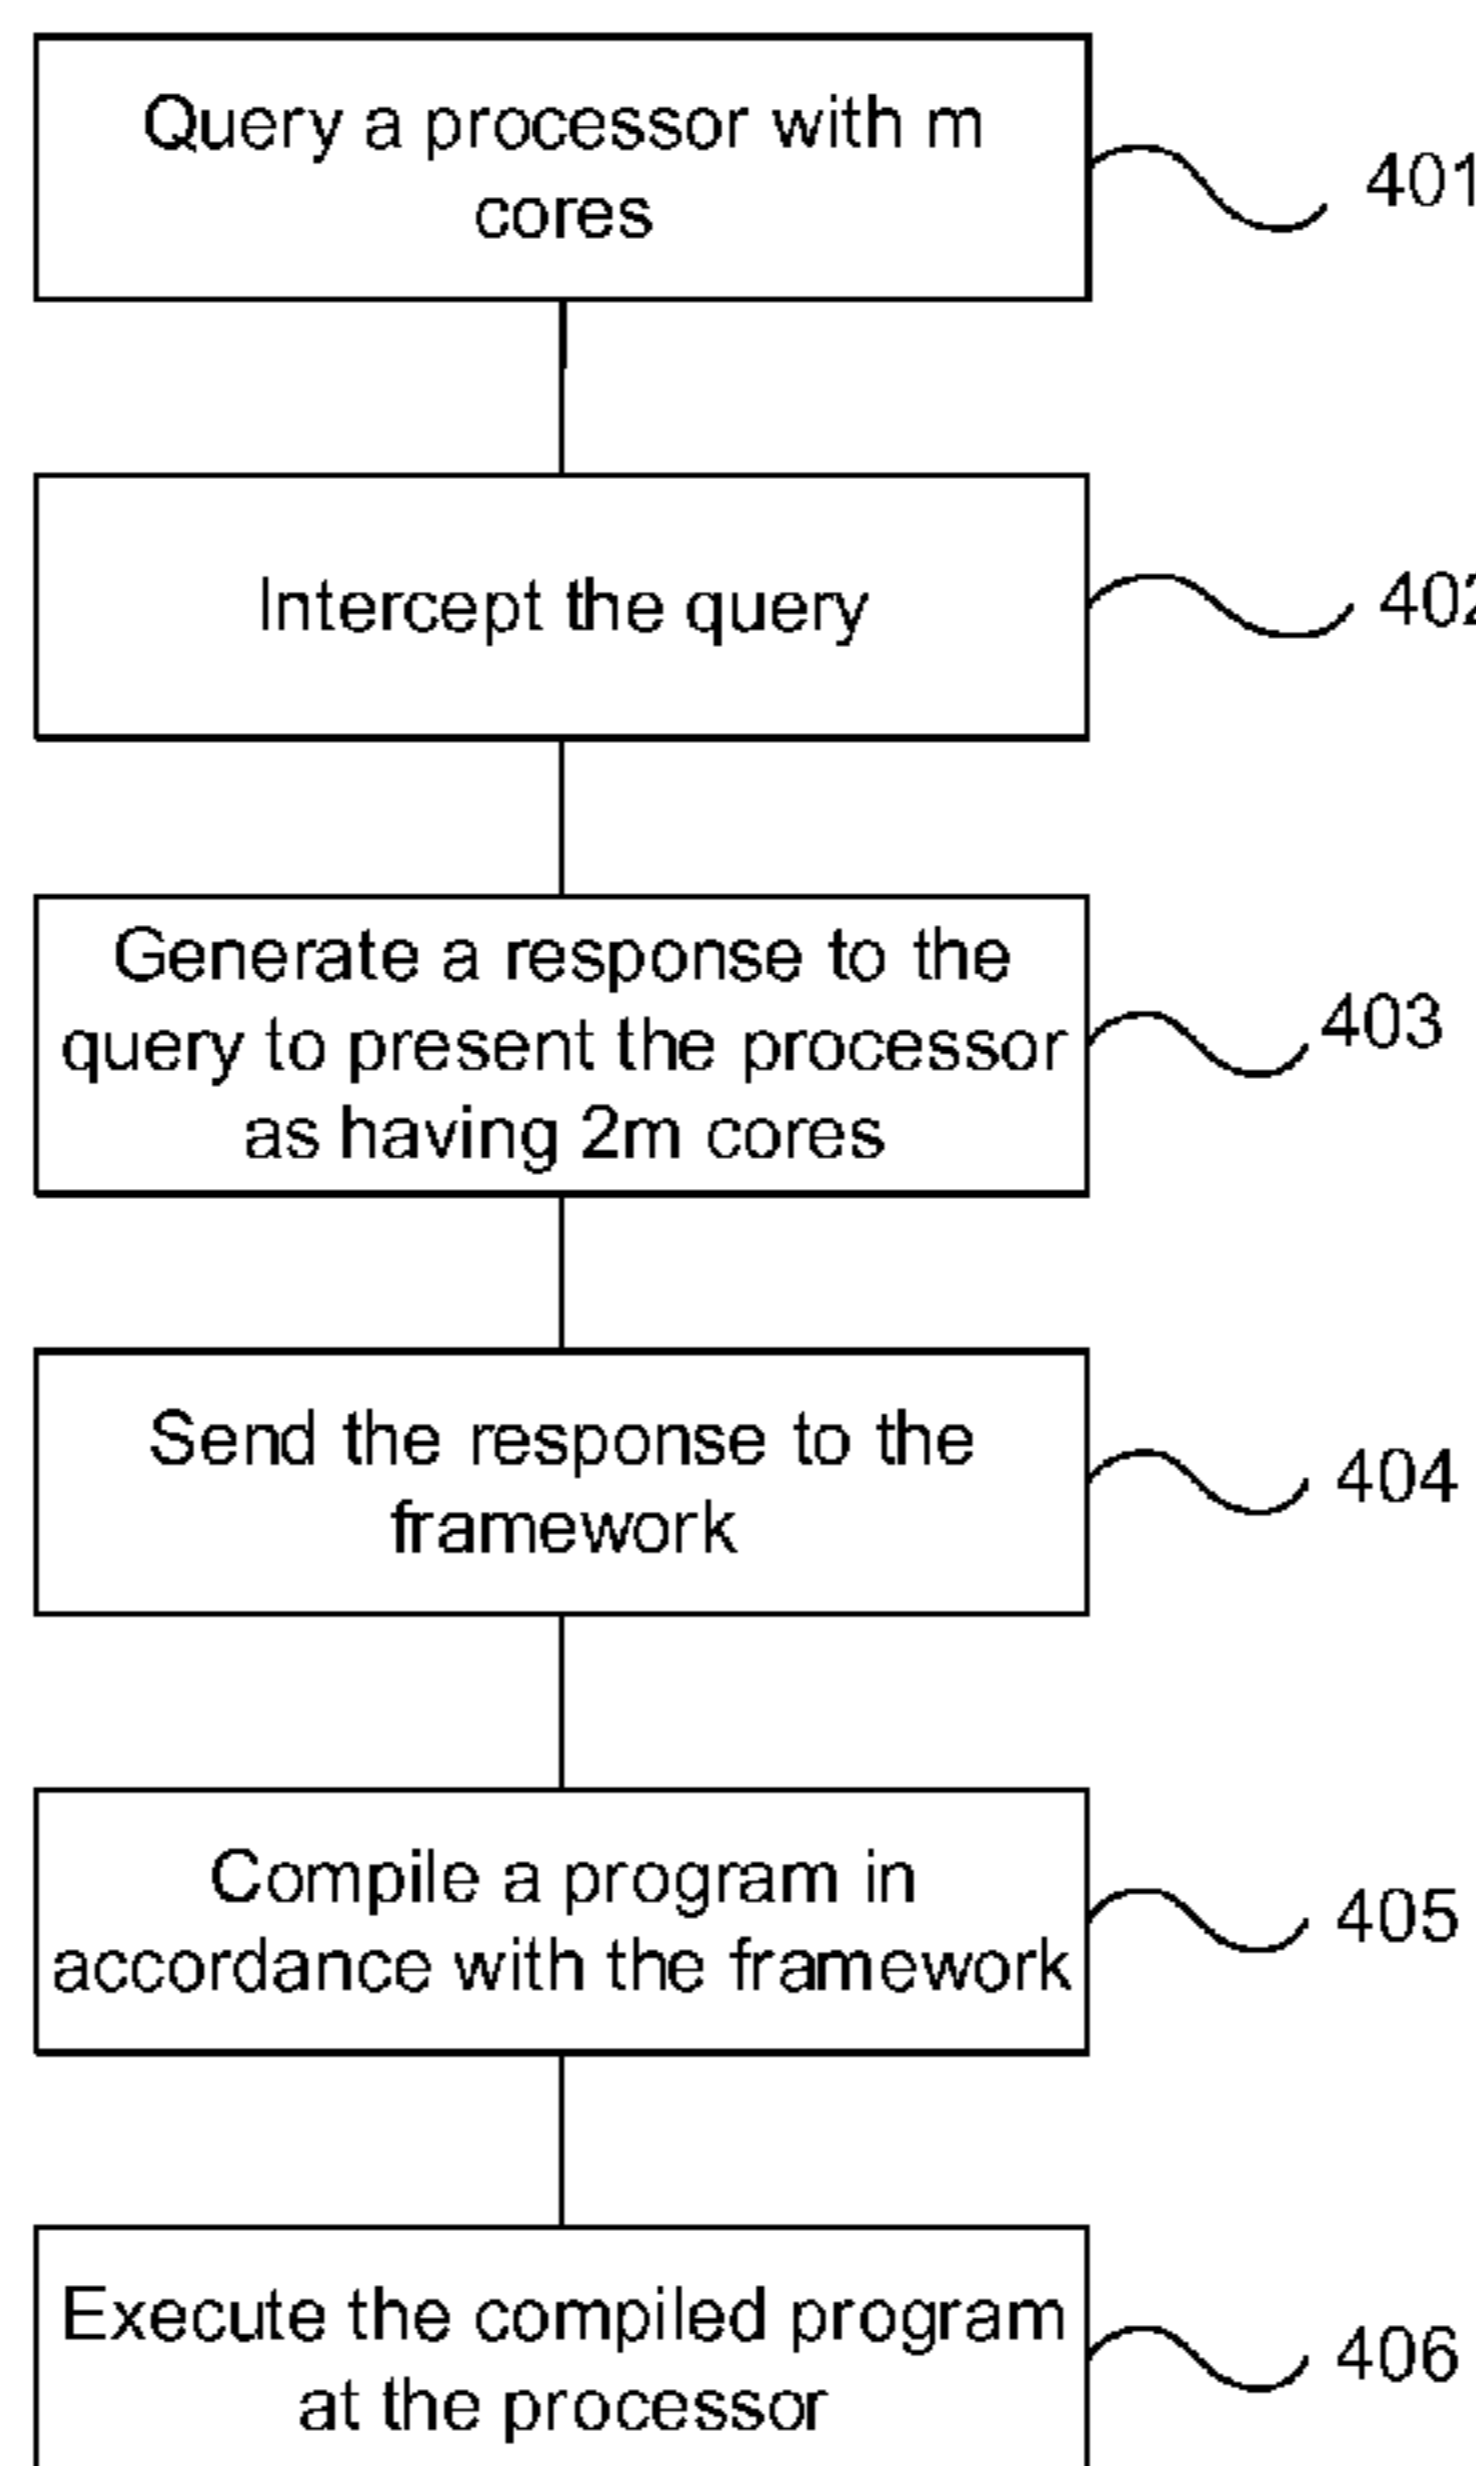 Query a processor with m
cores
401
Intercept the query
402
Generate a response to the
query to present the processor
as having 2m cores
403
Send the response to the
framework
404
Compile a program in
accordance with the framework
405
Execute the compiled program
at the processor
406